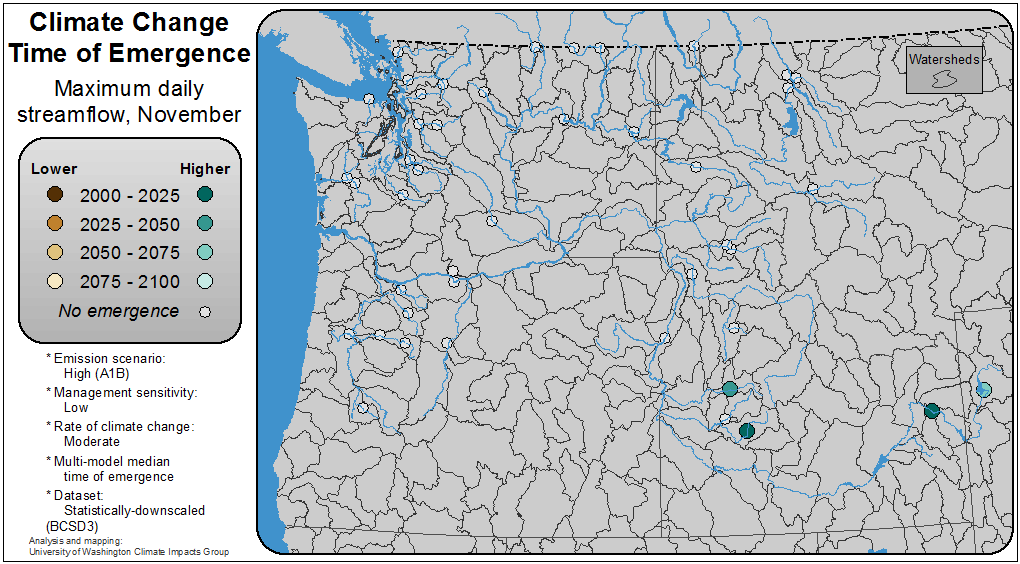 Climate Change
Time of Emergence
Maximum daily
streamflow, November
Lower Higher
2000 - 2025
2025 - 2050
2050 - 2075
2075 - 2100
No emergence
* Emission scenario:
High (A1B)
* Management sensitivity:
Low
* Rate of climate change:
Moderate
* Multi-model median
time of emergence
* Dataset:
Statistically-downscaled
(BCSD3)
Analysis and mapping:
University of Washington Climate Impacts Group
Watersheds